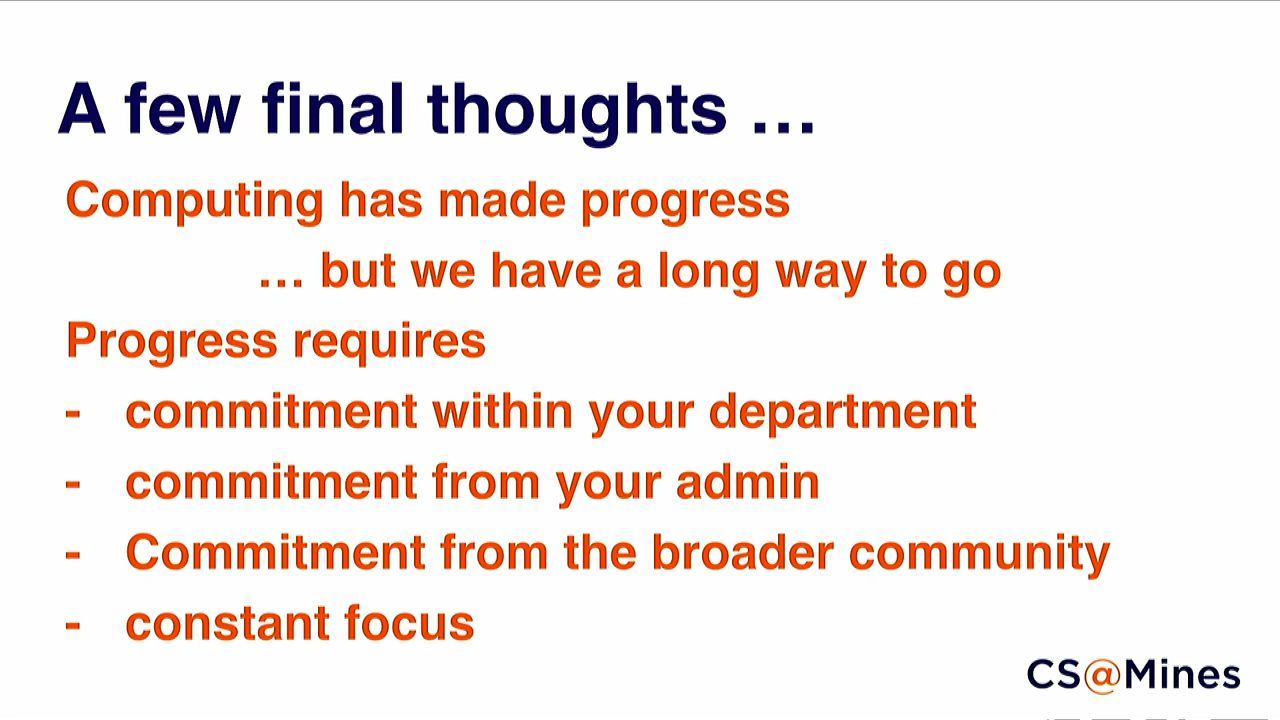 A few final thoughts …
Computing has made progress
… but we have a long way to go
Progress requires
- commitment within your department
- commitment from your admin
- Commitment from the broader community
- constant focus
CS@Mines